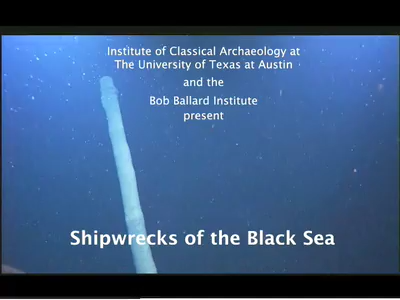 Institute of Classical Archaeology at
The University of Texas at Austin
and the
Bob Ballard Institute
present
Shipwrecks of the Black Sea